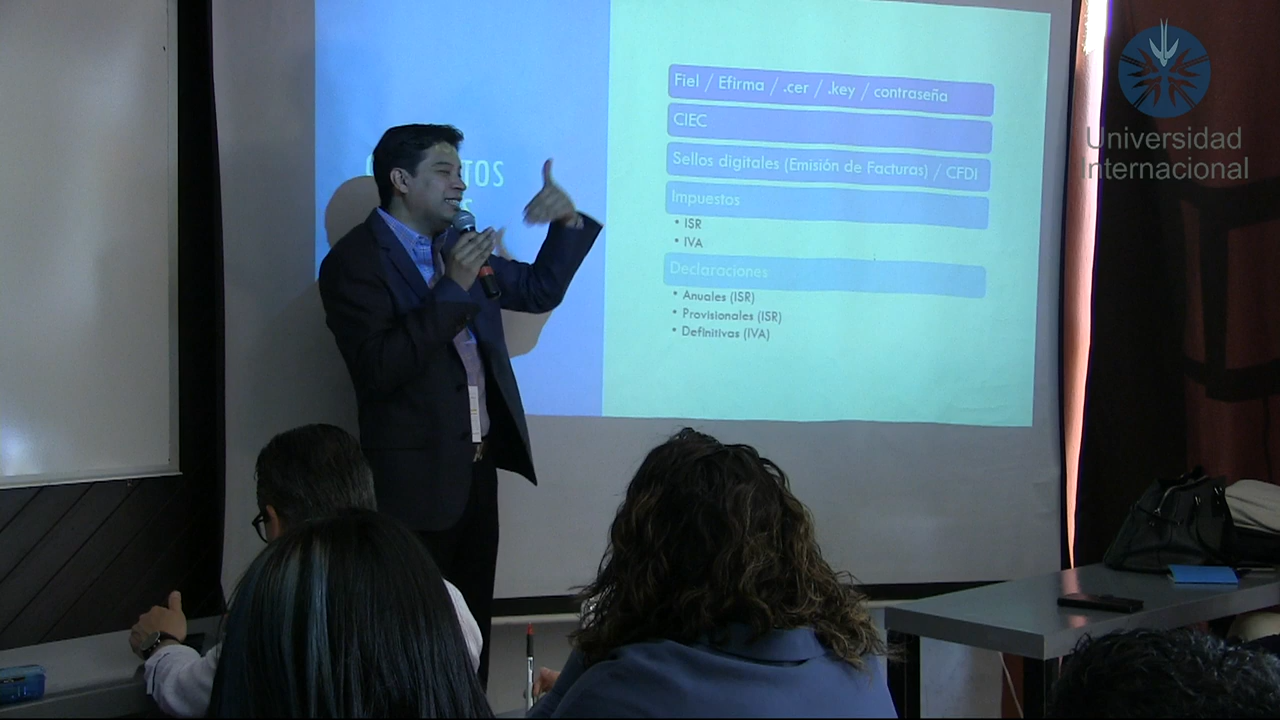 Fiel / Efirma / .cer / .key / contraseña
CIEC
Sellos digitales (Emisión de Facturas) / CFDI
Impuestos
• ISR
• IVA
Declaraciones
• Anuales (ISR)
• Provisionales (ISR)
• Definitivas (IVA)
Universidad
Internacional